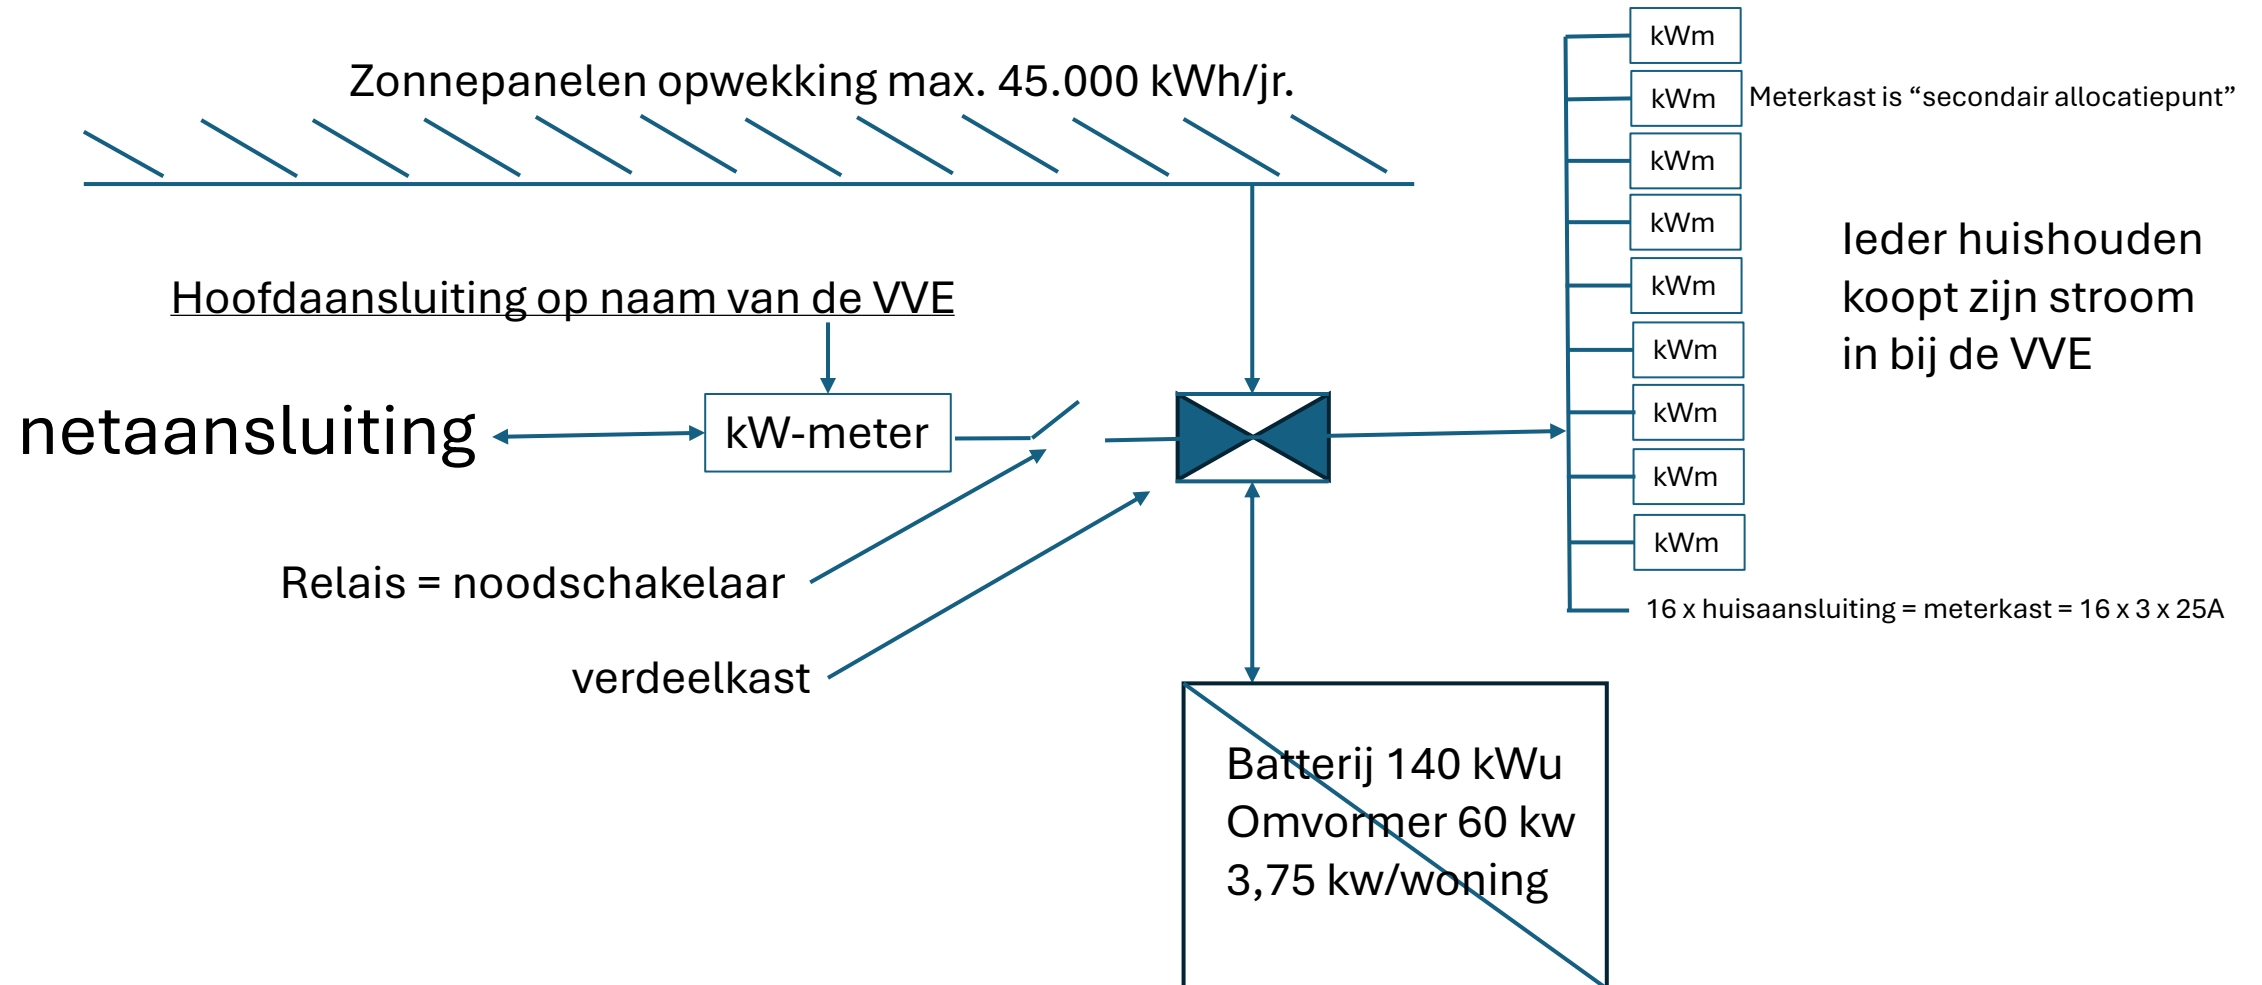 Zonnepanelen opwekking max. 45.000 kWh/jr.
kWm
kWm
Meterkast is “secondair allocatiepunt”
kWm
kWm
kWm
kWm
kWm
kWm
kWm
16 x huisaansluiting = meterkast = 16 x 3 x 25A
Ieder huishouden
koopt zijn stroom
in bij de VVE
Hoofdaansluiting op naam van de VVE
netaansluiting
kW-meter
Relais = noodschakelaar
verdeelkast
Batterij 140 kWu
Omvormer 60 kw
3,75 kw/woning